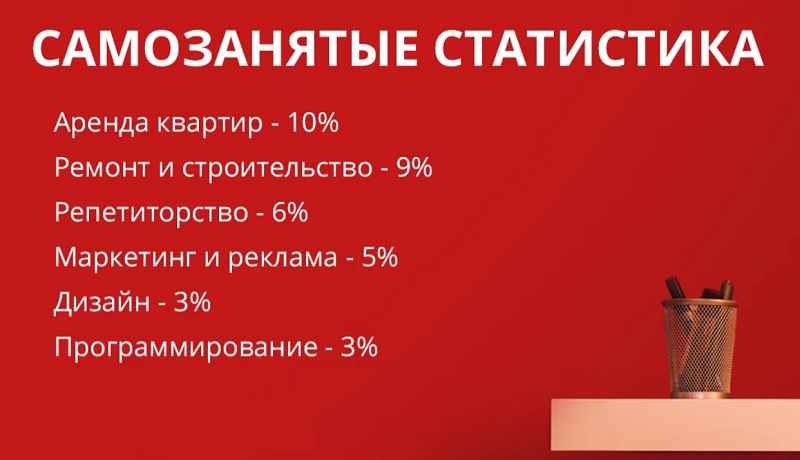 САМОЗАНЯТЫЕ СТАТИСТИКА
Аренда квартир - 10%
Ремонт и строительство - 9%
Репетиторство - 6%
Маркетинг и реклама - 5%
Дизайн - 3%
Программирование - 3%